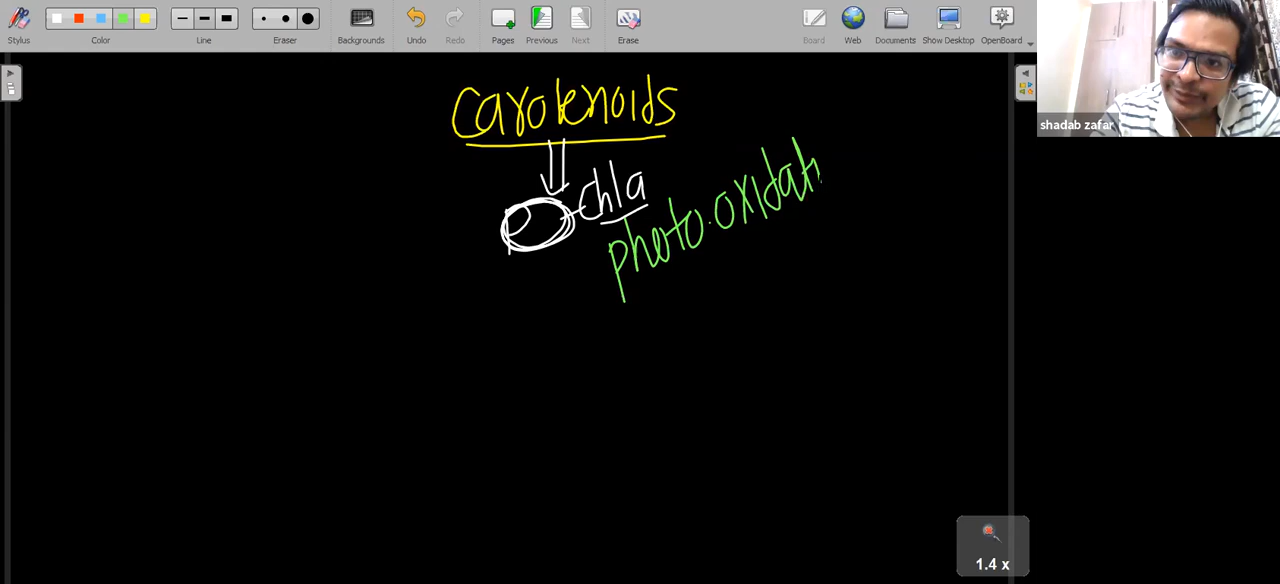 Stylus Color Line Eraser Backgrounds Undo Redo Pages Previous Next Erase Board Web Documents Show Desktop OpenBoard
shadab zafar
Carotenoids
Chla
photo.oxidati
1.4 x